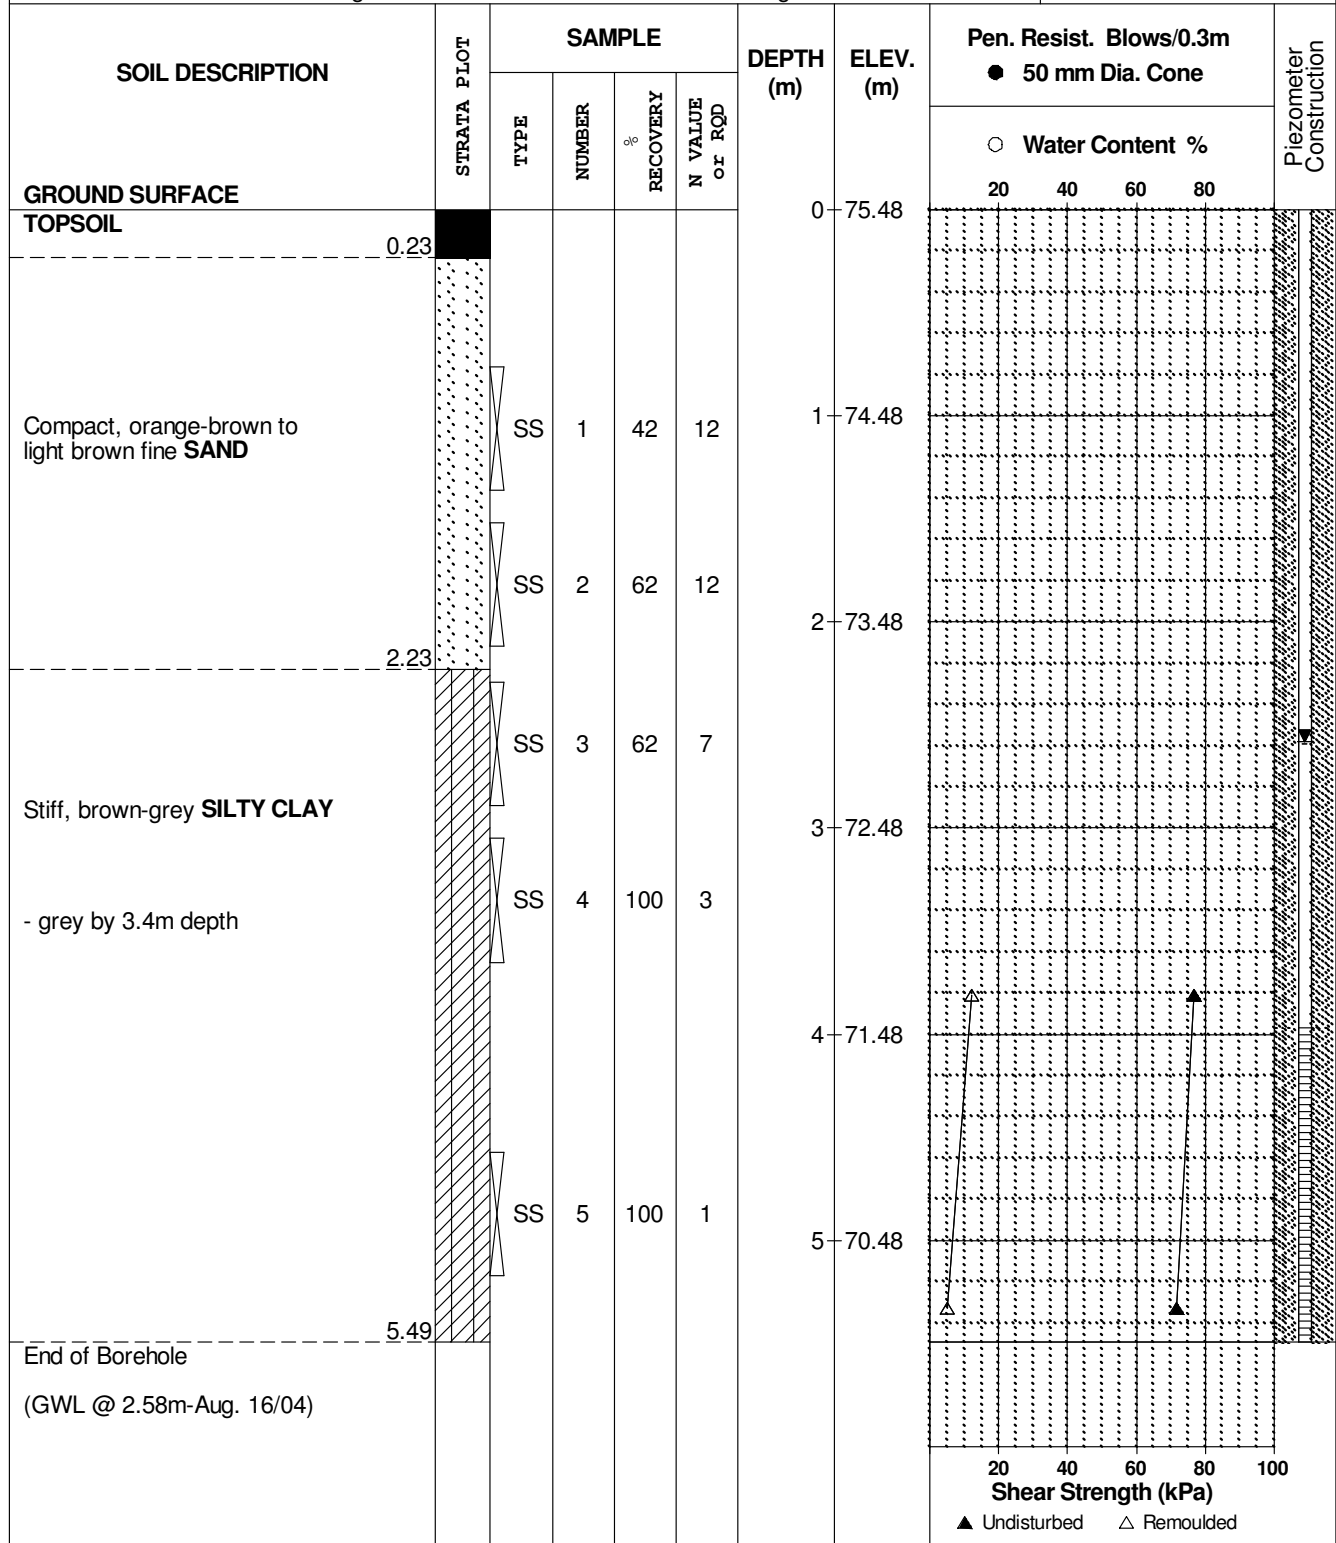 SOIL DESCRIPTION
GROUND SURFACE
STRATA PLOT
SAMPLE
TYPE
NUMBER
% RECOVERY
N VALUE or RQD
DEPTH (m)
ELEV. (m)
Pen. Resist. Blows/0.3m
● 50 mm Dia. Cone
○ Water Content %
20 40 60 80
Piezometer Construction
TOPSOIL
0.23
0 75.48
Compact, orange-brown to
light brown fine SAND
SS 1 42 12
1 74.48
SS 2 62 12
2 73.48
2.23
SS 3 62 7
Stiff, brown-grey SILTY CLAY
3 72.48
SS 4 100 3
- grey by 3.4m depth
4 71.48
SS 5 100 1
5 70.48
5.49
End of Borehole
(GWL @ 2.58m-Aug. 16/04)
20 40 60 80 100
Shear Strength (kPa)
▲ Undisturbed △ Remoulded